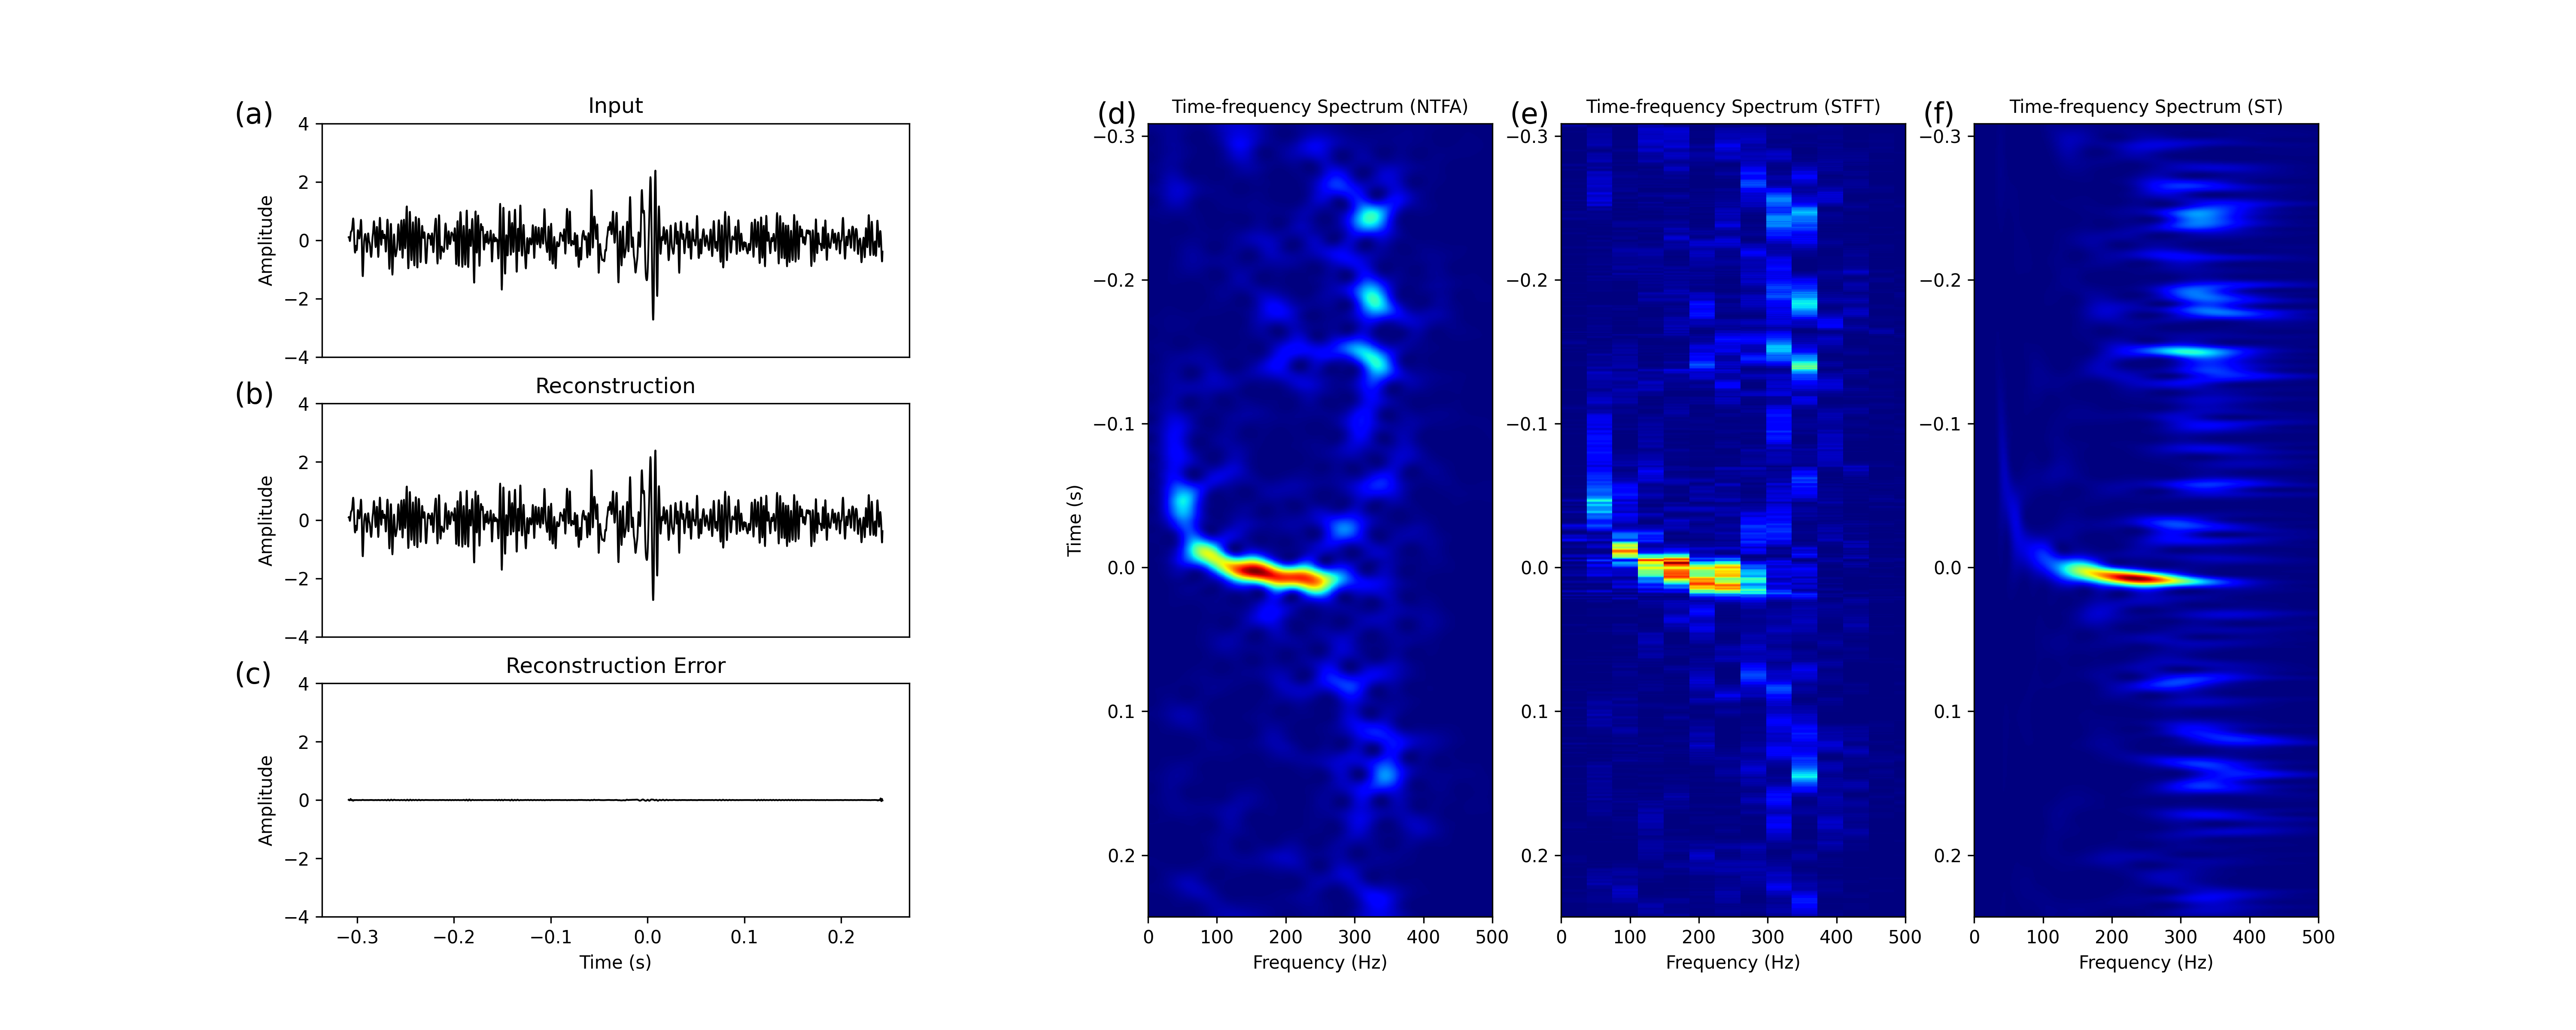 (a)
Input
4
2
0
−2
−4
Amplitude
(b)
Reconstruction
4
2
0
−2
−4
Amplitude
(c)
Reconstruction Error
4
2
0
−2
−4
Amplitude
−0.3 −0.2 −0.1 0.0 0.1 0.2
Time (s)
(d)
Time-frequency Spectrum (NTFA)
−0.3
−0.2
−0.1
0.0
0.1
0.2
Time (s)
0 100 200 300 400 500
Frequency (Hz)
(e)
Time-frequency Spectrum (STFT)
−0.3
−0.2
−0.1
0.0
0.1
0.2
0 100 200 300 400 500
Frequency (Hz)
(f)
Time-frequency Spectrum (ST)
−0.3
−0.2
−0.1
0.0
0.1
0.2
0 100 200 300 400 500
Frequency (Hz)